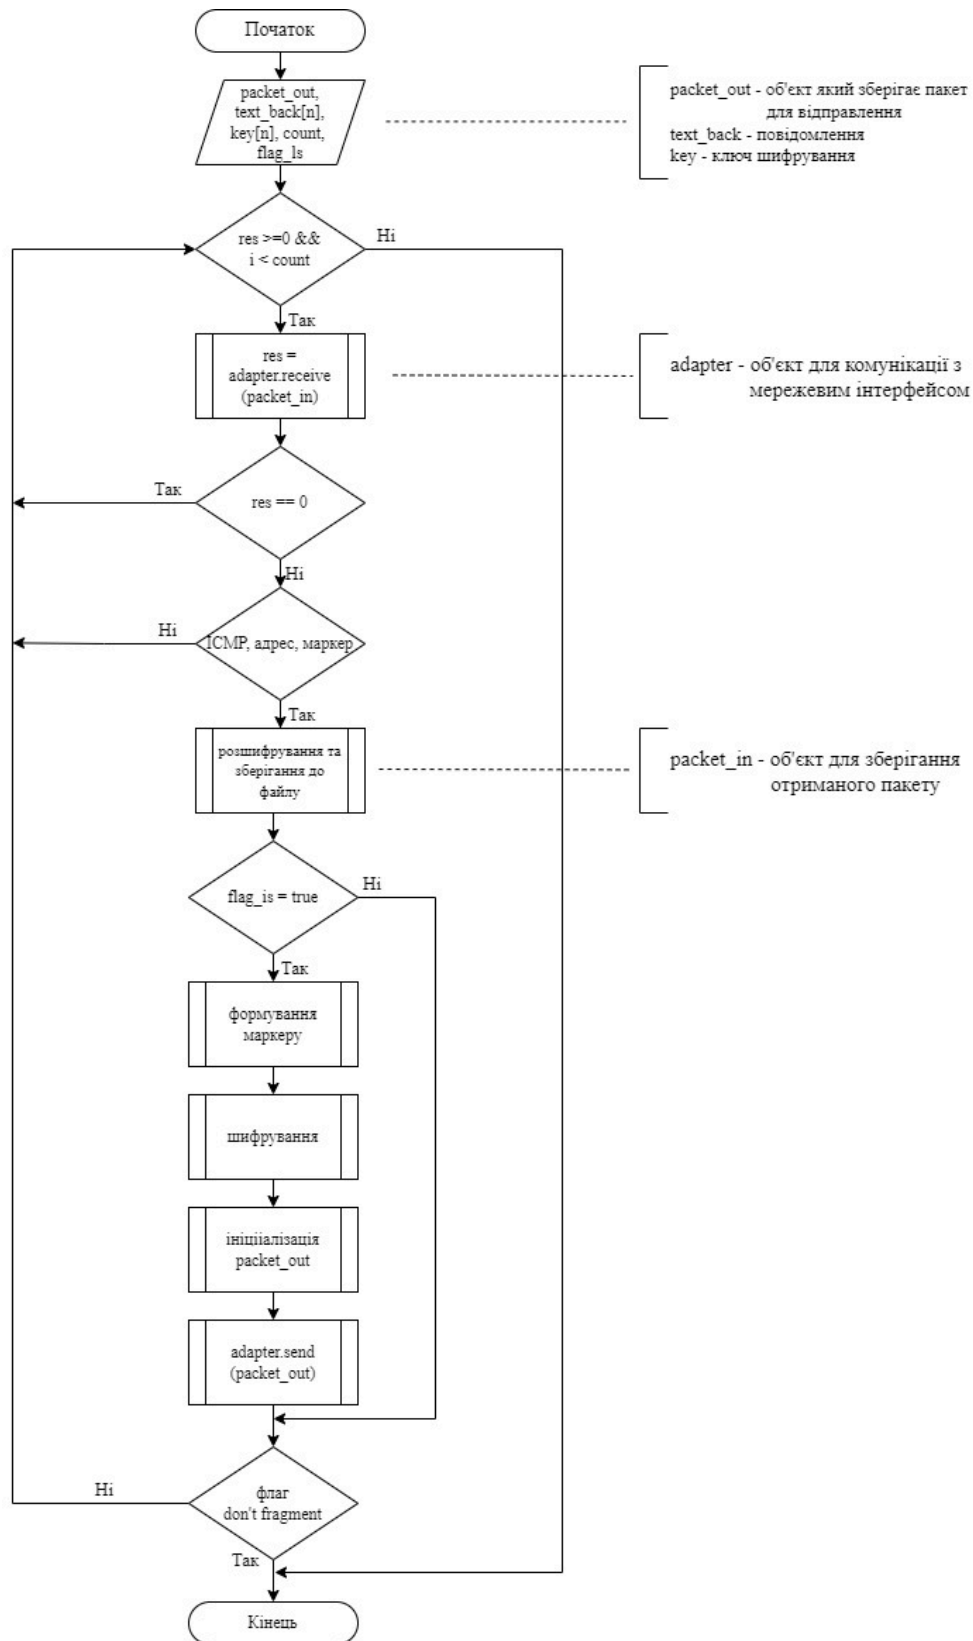 Початок
packet_out,
text_back[n],
key[n], count,
flag_ls
packet_out - об'єкт який зберігає пакет
для відправлення
text_back - повідомлення
key - ключ шифрування
res >=0 &&
i < count
Ні
Так
res =
adapter.receive
(packet_in)
adapter - об'єкт для комунікації з
мережевим інтерфейсом
res == 0
Так
Ні
ICMP, адрес, маркер
Ні
Так
розшифрування та
зберігання до
файлу
packet_in - об'єкт для зберігання
отриманого пакету
flag_is = true
Ні
Так
формування
маркеру
шифрування
ініцііалізація
packet_out
adapter.send
(packet_out)
флаг
don't fragment
Ні
Так
Кінець